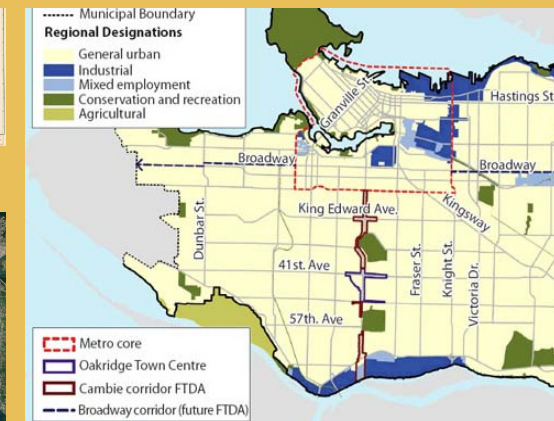 Municipal Boundary
Regional Designations
General urban
Industrial
Mixed employment
Conservation and recreation
Agricultural
Granville St.
Hastings St
Broadway
Broadway
King Edward Ave.
Kingsway
Dunbar St.
41st. Ave
Fraser St.
Knight St.
Victoria Dr.
57th. Ave
Metro core
Oakridge Town Centre
Cambie corridor FTDA
Broadway corridor (future FTDA)